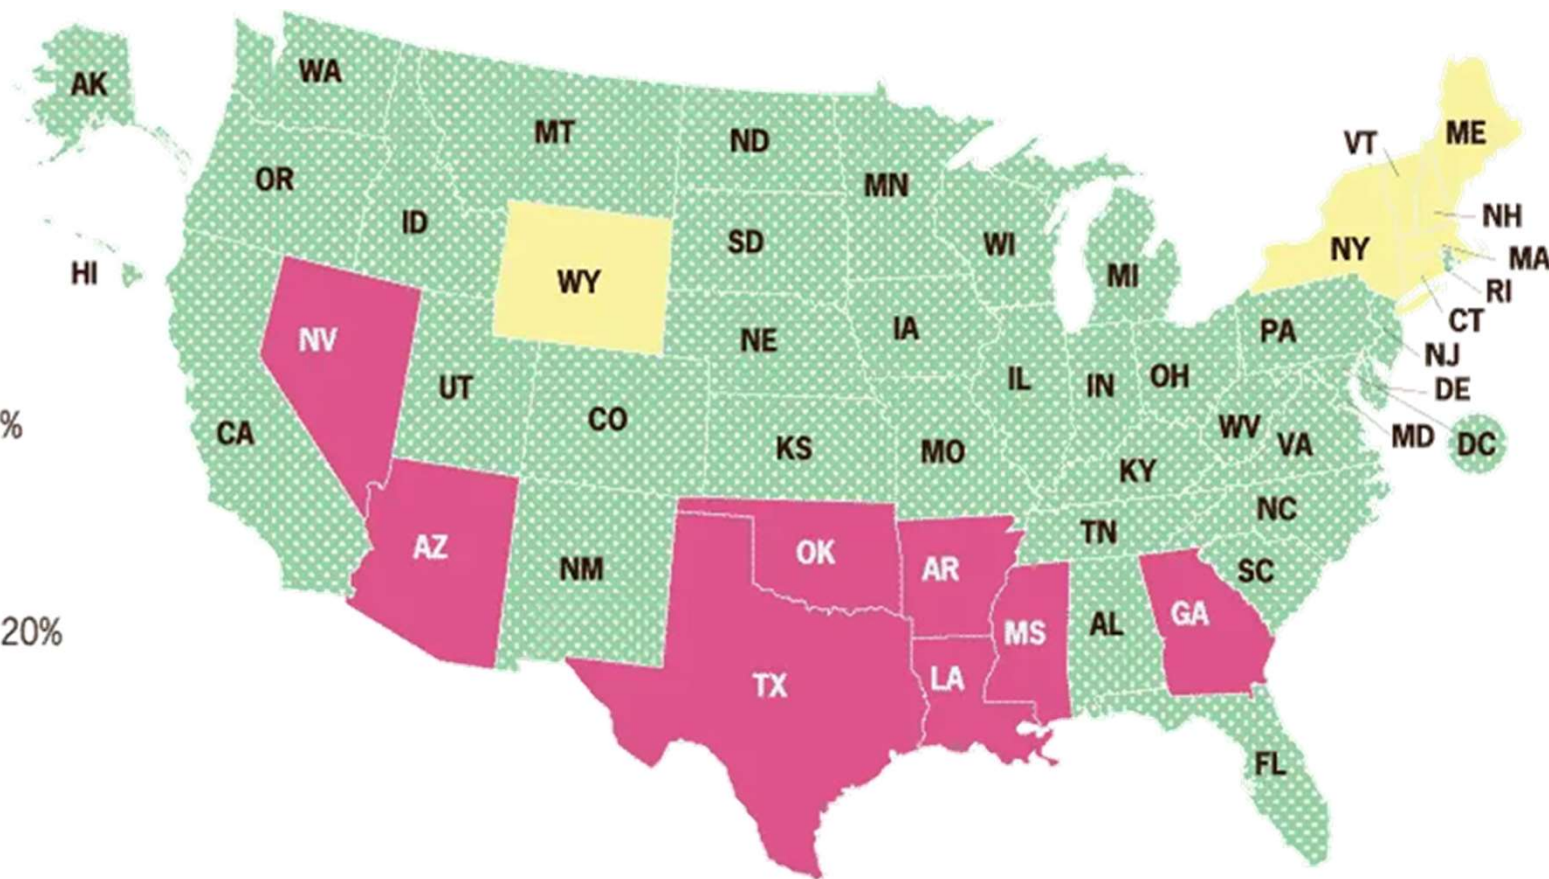 AK
WA
MT
ND
MN
OR
ID
SD
WI
MI
VT
ME
NH
NY
MA
RI
CT
NJ
DE
MD
DC
HI
WY
NV
UT
NE
IA
IL
IN
OH
PA
CA
CO
KS
MO
KY
WV
VA
%
AZ
NM
OK
AR
TN
NC
SC
MS
AL
GA
20%
TX
LA
FL